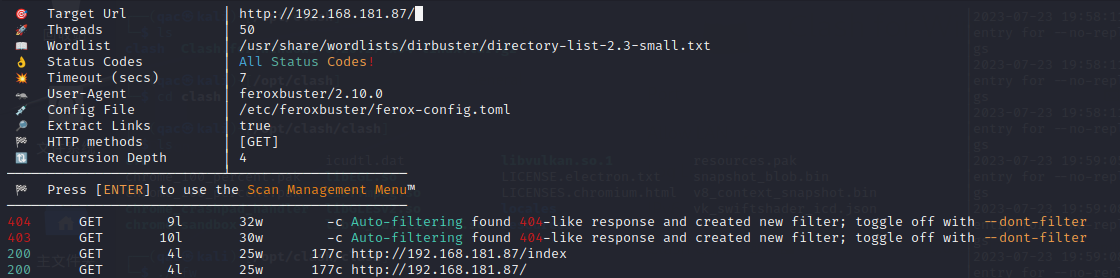 🎯 Target Url │ http://192.168.181.87/
🚀 Threads │ 50
📖 Wordlist │ /usr/share/wordlists/dirbuster/directory-list-2.3-small.txt
👌 Status Codes │ All Status Codes!
💥 Timeout (secs) │ 7
🦡 User-Agent │ feroxbuster/2.10.0
💉 Config File │ /etc/feroxbuster/ferox-config.toml
🔎 Extract Links │ true
🏁 HTTP methods │ [GET]
🔃 Recursion Depth │ 4
🏁 Press [ENTER] to use the Scan Management Menu™
404 GET 9l 32w -c Auto-filtering found 404-like response and created new filter; toggle off with --dont-filter
403 GET 10l 30w -c Auto-filtering found 404-like response and created new filter; toggle off with --dont-filter
200 GET 4l 25w 177c http://192.168.181.87/index
200 GET 4l 25w 177c http://192.168.181.87/